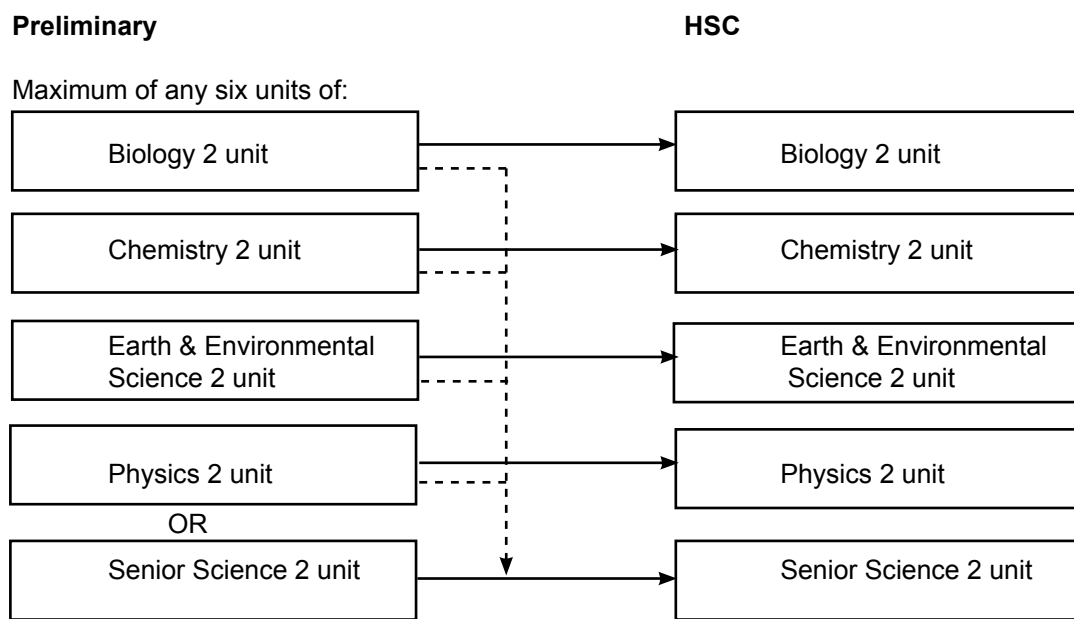 Preliminary HSC
Maximum of any six units of:
Biology 2 unit Biology 2 unit
Chemistry 2 unit Chemistry 2 unit
Earth & Environmental Earth & Environmental
Science 2 unit Science 2 unit
Physics 2 unit Physics 2 unit
OR
Senior Science 2 unit Senior Science 2 unit